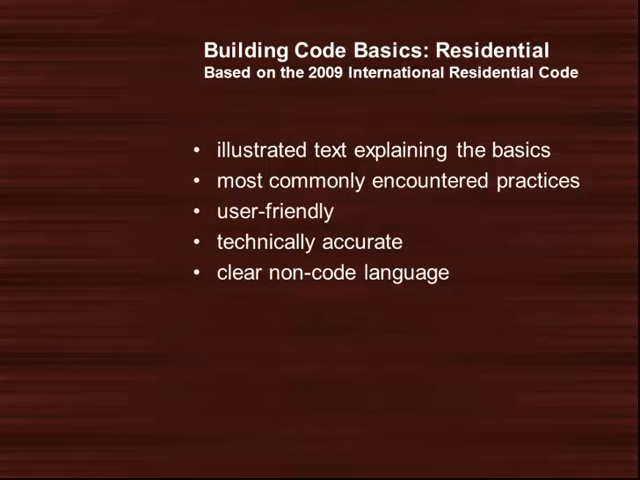 Building Code Basics: Residential
Based on the 2009 International Residential Code
• illustrated text explaining the basics
• most commonly encountered practices
• user-friendly
• technically accurate
• clear non-code language